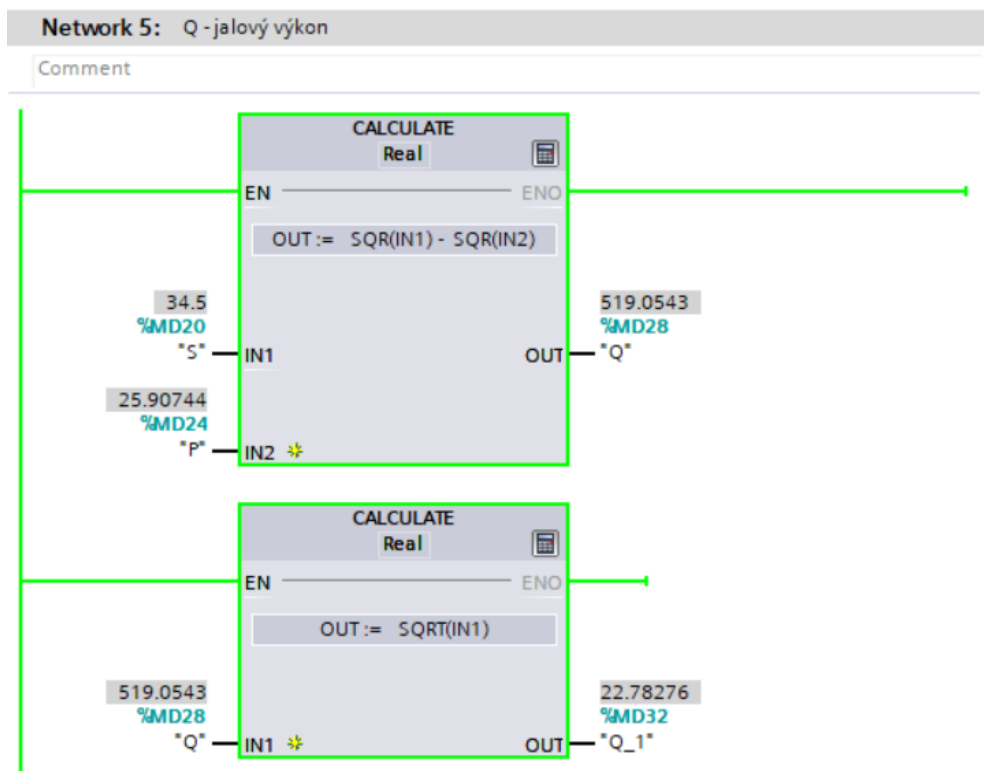 Network 5: Q - jalový výkon
Comment
CALCULATE
Real
EN ENO
OUT := SQR(IN1) - SQR(IN2)
34.5
%MD20
"S" IN1
519.0543
%MD28
OUT "Q"
25.90744
%MD24
"P" IN2
CALCULATE
Real
EN ENO
OUT := SQRT(IN1)
519.0543
%MD28
"Q" IN1
22.78276
%MD32
OUT "Q_1"